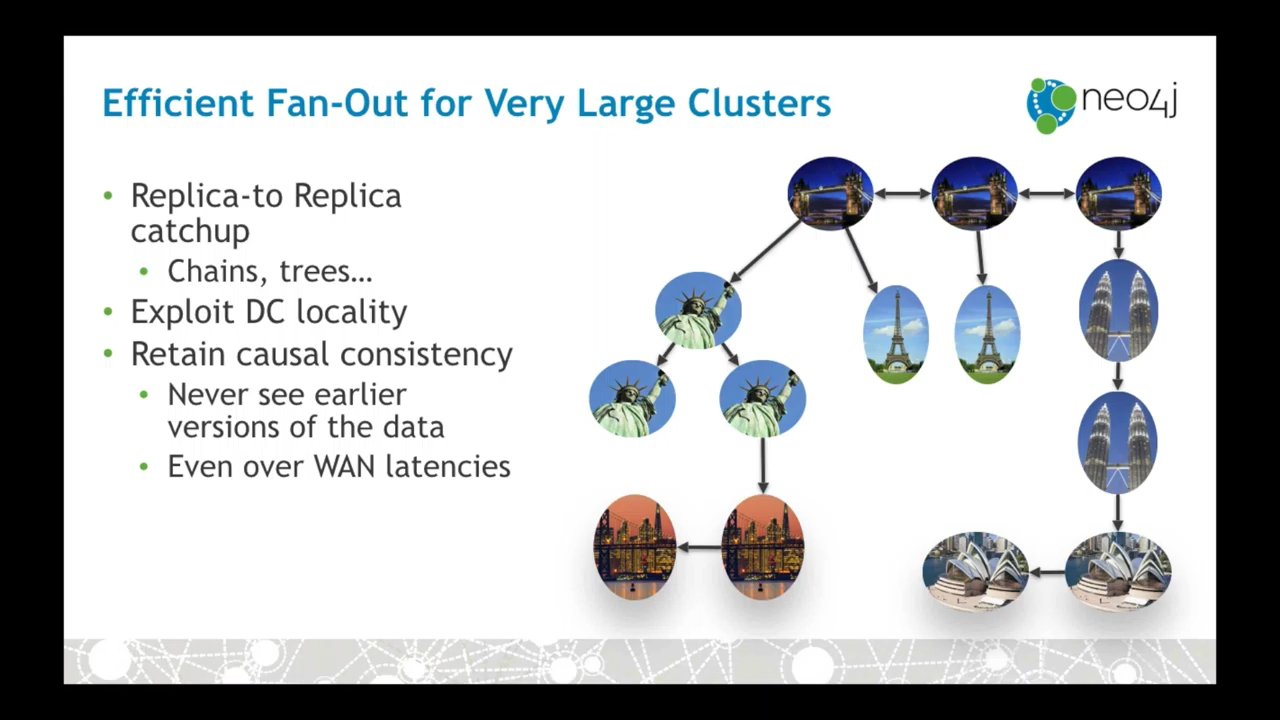 Efficient Fan-Out for Very Large Clusters
neo4j
• Replica-to Replica
catchup
• Chains, trees…
• Exploit DC locality
• Retain causal consistency
• Never see earlier
versions of the data
• Even over WAN latencies